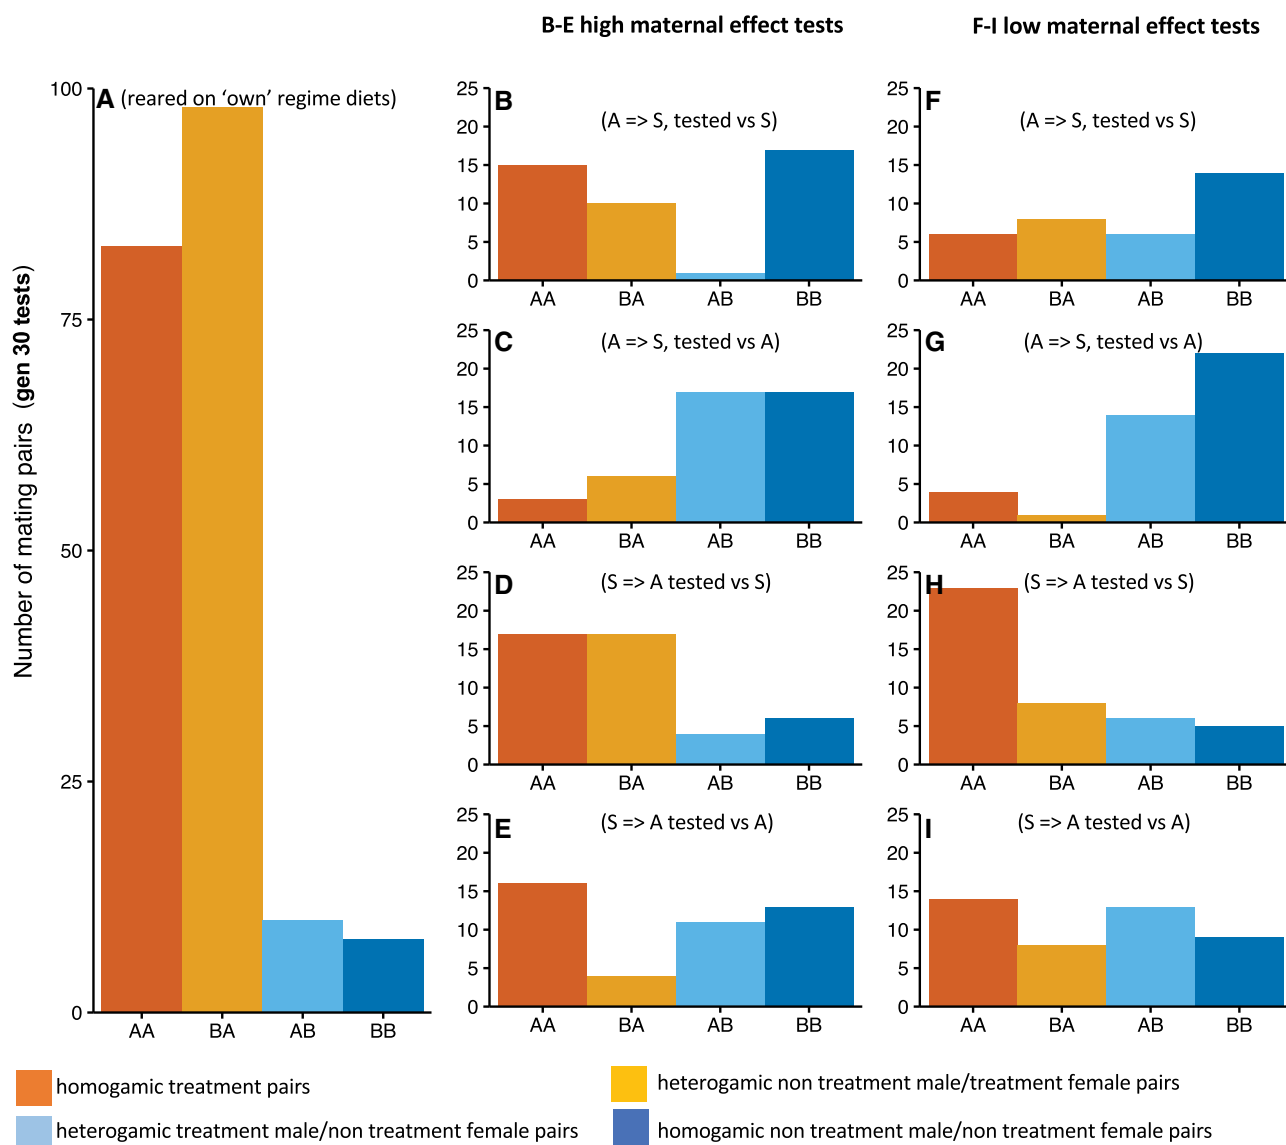 B-E high maternal effect tests
F-I low maternal effect tests
Number of mating pairs (gen 30 tests)
A (reared on ‘own’ regime diets)
100
75
50
25
0
AA BA AB BB
B
(A => S, tested vs S)
25
20
15
10
5
0
AA BA AB BB
F
(A => S, tested vs S)
25
20
15
10
5
0
AA BA AB BB
C
(A => S, tested vs A)
25
20
15
10
5
0
AA BA AB BB
G
(A => S, tested vs A)
25
20
15
10
5
0
AA BA AB BB
D
(S => A tested vs S)
25
20
15
10
5
0
AA BA AB BB
H
(S => A tested vs S)
25
20
15
10
5
0
AA BA AB BB
E
(S => A tested vs A)
25
20
15
10
5
0
AA BA AB BB
I
(S => A tested vs A)
25
20
15
10
5
0
AA BA AB BB
homogamic treatment pairs
heterogamic non treatment male/treatment female pairs
heterogamic treatment male/non treatment female pairs
homogamic non treatment male/non treatment female pairs